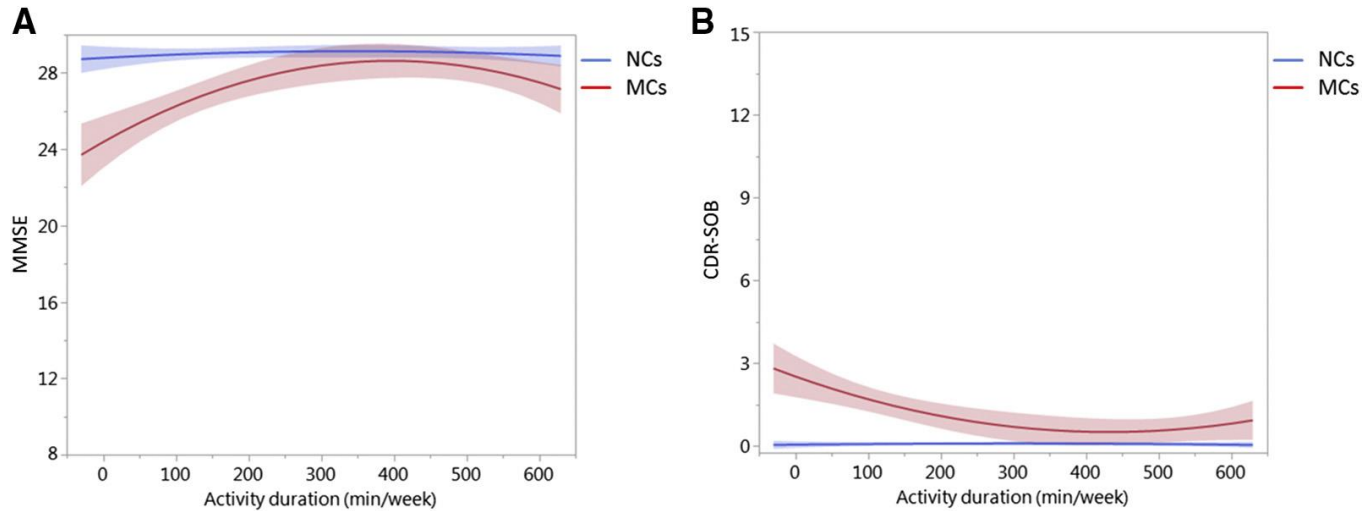 A
28
24
20
16
12
8
MMSE
0 100 200 300 400 500 600
Activity duration (min/week)
NCs
MCs
B
15
12
9
6
3
0
CDR-SOB
0 100 200 300 400 500 600
Activity duration (min/week)
NCs
MCs